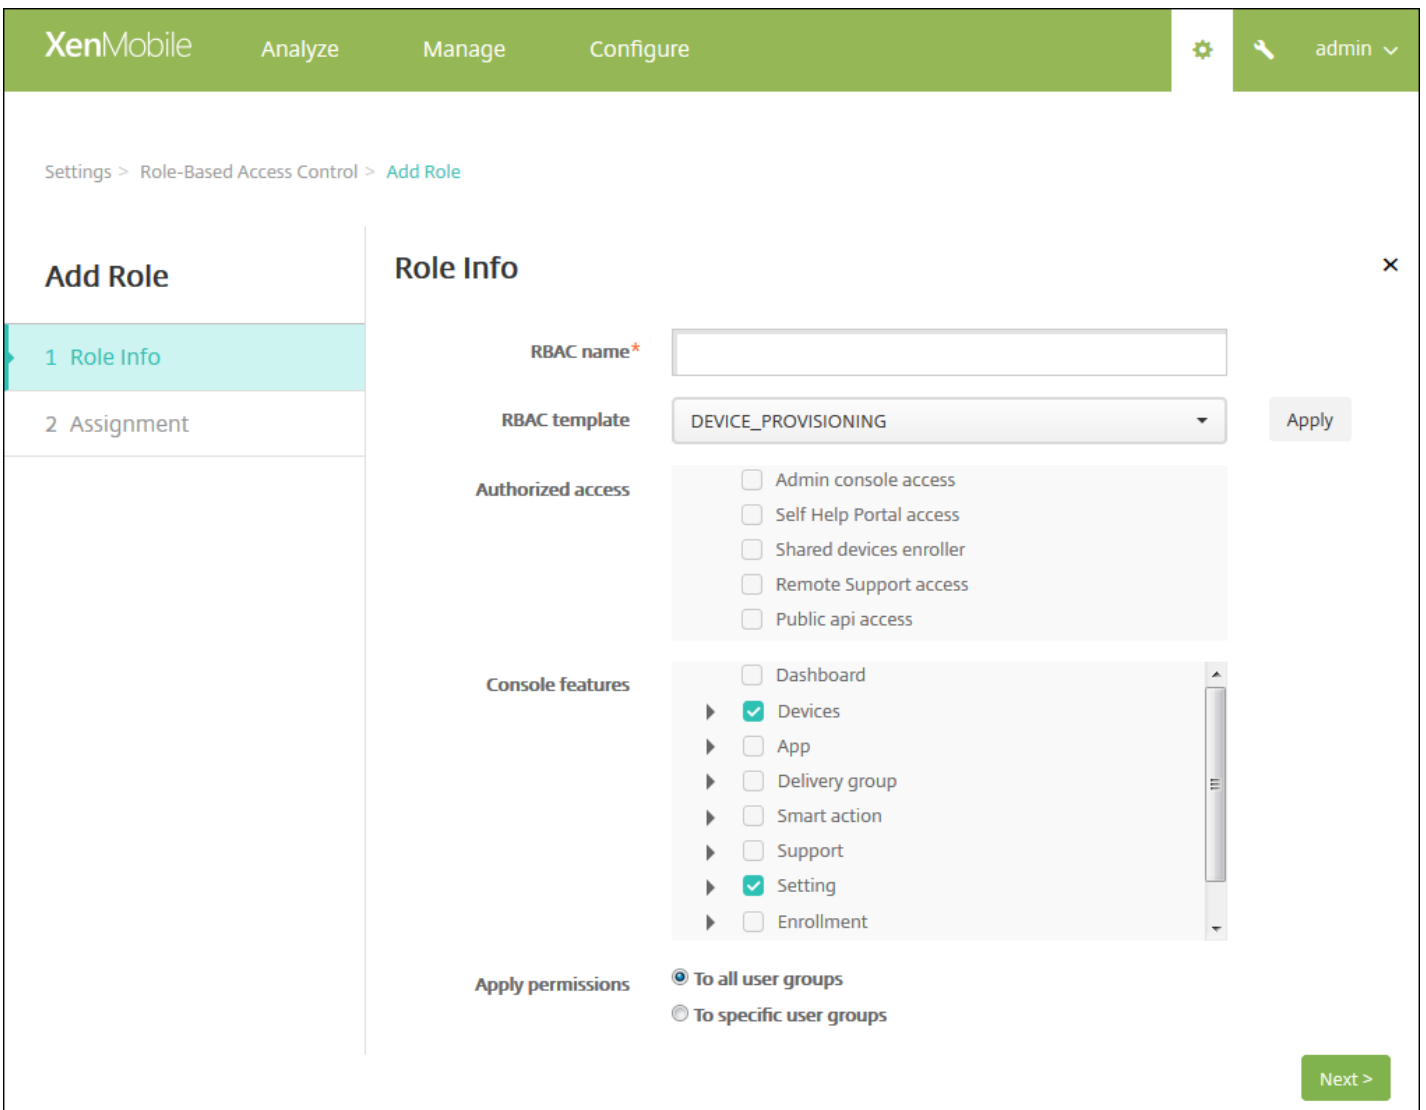 XenMobile Analyze Manage Configure admin
Settings > Role-Based Access Control > Add Role
Add Role
1 Role Info
2 Assignment
Role Info
RBAC name*
RBAC template DEVICE_PROVISIONING Apply
Authorized access
Admin console access
Self Help Portal access
Shared devices enroller
Remote Support access
Public api access
Console features
Dashboard
Devices
App
Delivery group
Smart action
Support
Setting
Enrollment
Apply permissions
To all user groups
To specific user groups
Next >